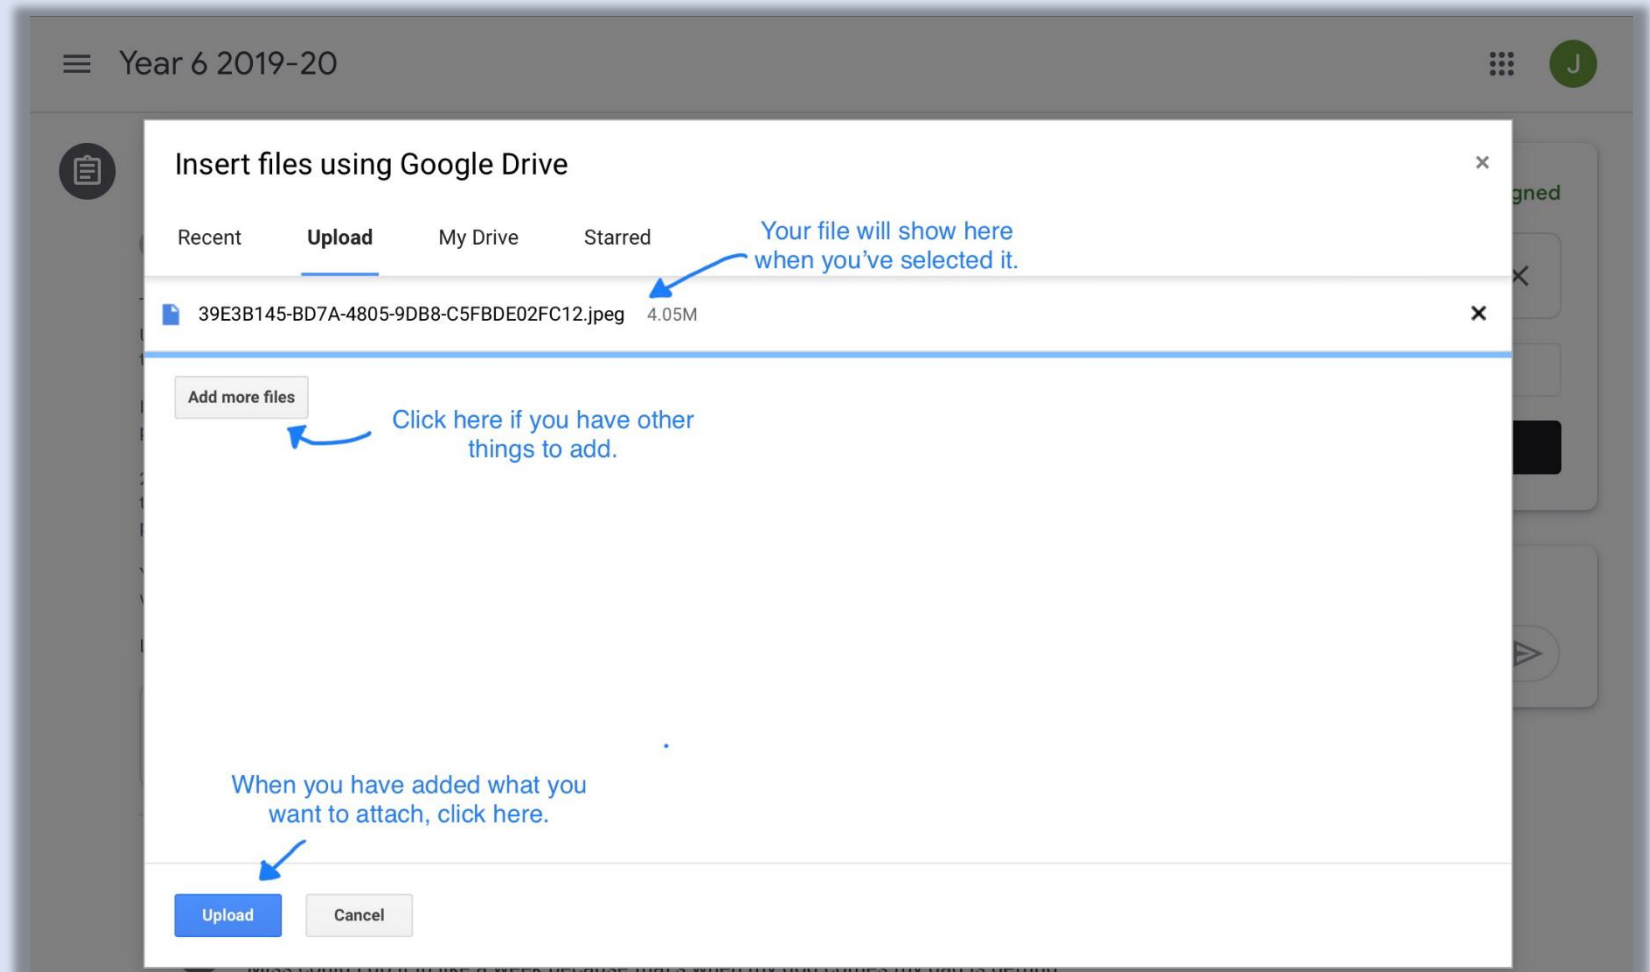 Year 6 2019-20
J
Insert files using Google Drive
×
gned
Recent Upload My Drive Starred
Your file will show here
when you've selected it.
39E3B145-BD7A-4805-9DB8-C5FBDE02FC12.jpeg 4.05M
Add more files
Click here if you have other
things to add.
When you have added what you
want to attach, click here.
Upload Cancel